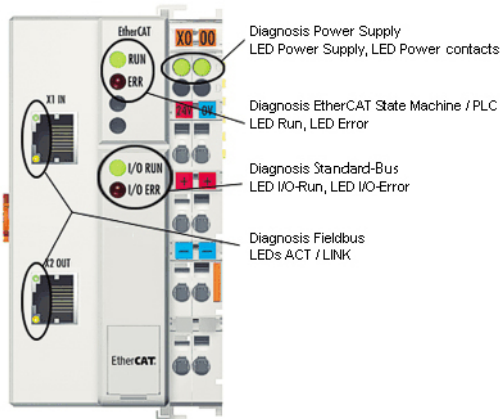 EtherCAT
RUN
ERR
X1 IN
I/O RUN
I/O ERR
X2 OUT
EtherCAT.
X0 00
24V 0V
+ +
– –
Diagnosis Power Supply
LED Power Supply, LED Power contacts
Diagnosis EtherCAT State Machine / PLC
LED Run, LED Error
Diagnosis Standard-Bus
LED I/O-Run, LED I/O-Error
Diagnosis Fieldbus
LEDs ACT / LINK